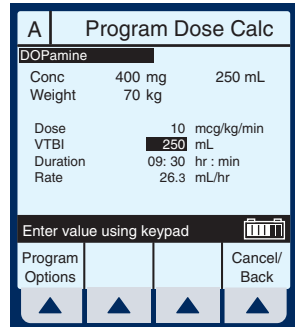 A Program Dose Calc
DOPamine
Conc 400 mg 250 mL
Weight 70 kg
Dose 10 mcg/kg/min
VTBI 250 mL
Duration 09: 30 hr : min
Rate 26.3 mL/hr
Enter value using keypad
Program Options
Cancel/ Back